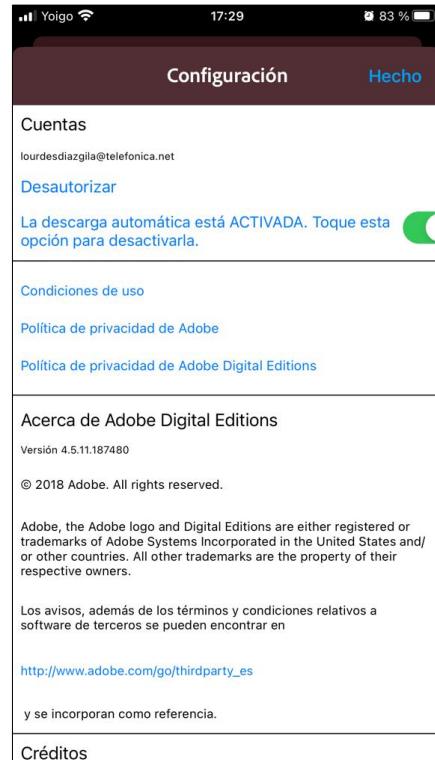 Yoigo 17:29 83 %
Configuración Hecho
Cuentas
lourdesdiazgila@telefonica.net
Desautorizar
La descarga automática está ACTIVADA. Toque esta
opción para desactivarla.
Condiciones de uso
Política de privacidad de Adobe
Política de privacidad de Adobe Digital Editions
Acerca de Adobe Digital Editions
Versión 4.5.11.187480
© 2018 Adobe. All rights reserved.
Adobe, the Adobe logo and Digital Editions are either registered or
trademarks of Adobe Systems Incorporated in the United States and/
or other countries. All other trademarks are the property of their
respective owners.
Los avisos, además de los términos y condiciones relativos a
software de terceros se pueden encontrar en
http://www.adobe.com/go/thirdparty_es
y se incorporan como referencia.
Créditos